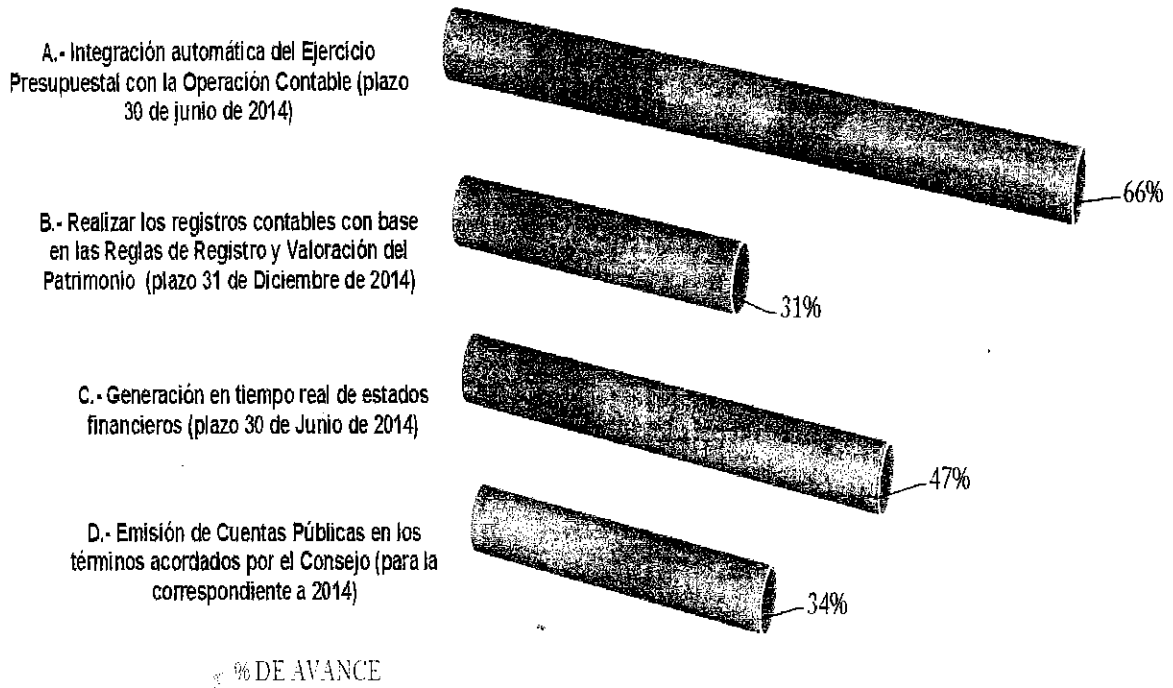 A.- Integración automática del Ejercicio
Presupuestal con la Operación Contable (plazo
30 de junio de 2014)
66%
B.- Realizar los registros contables con base
en las Reglas de Registro y Valoración del
Patrimonio (plazo 31 de Diciembre de 2014)
31%
C.- Generación en tiempo real de estados
financieros (plazo 30 de Junio de 2014)
47%
D.- Emisión de Cuentas Públicas en los
términos acordados por el Consejo (para la
correspondiente a 2014)
34%
% DE AVANCE